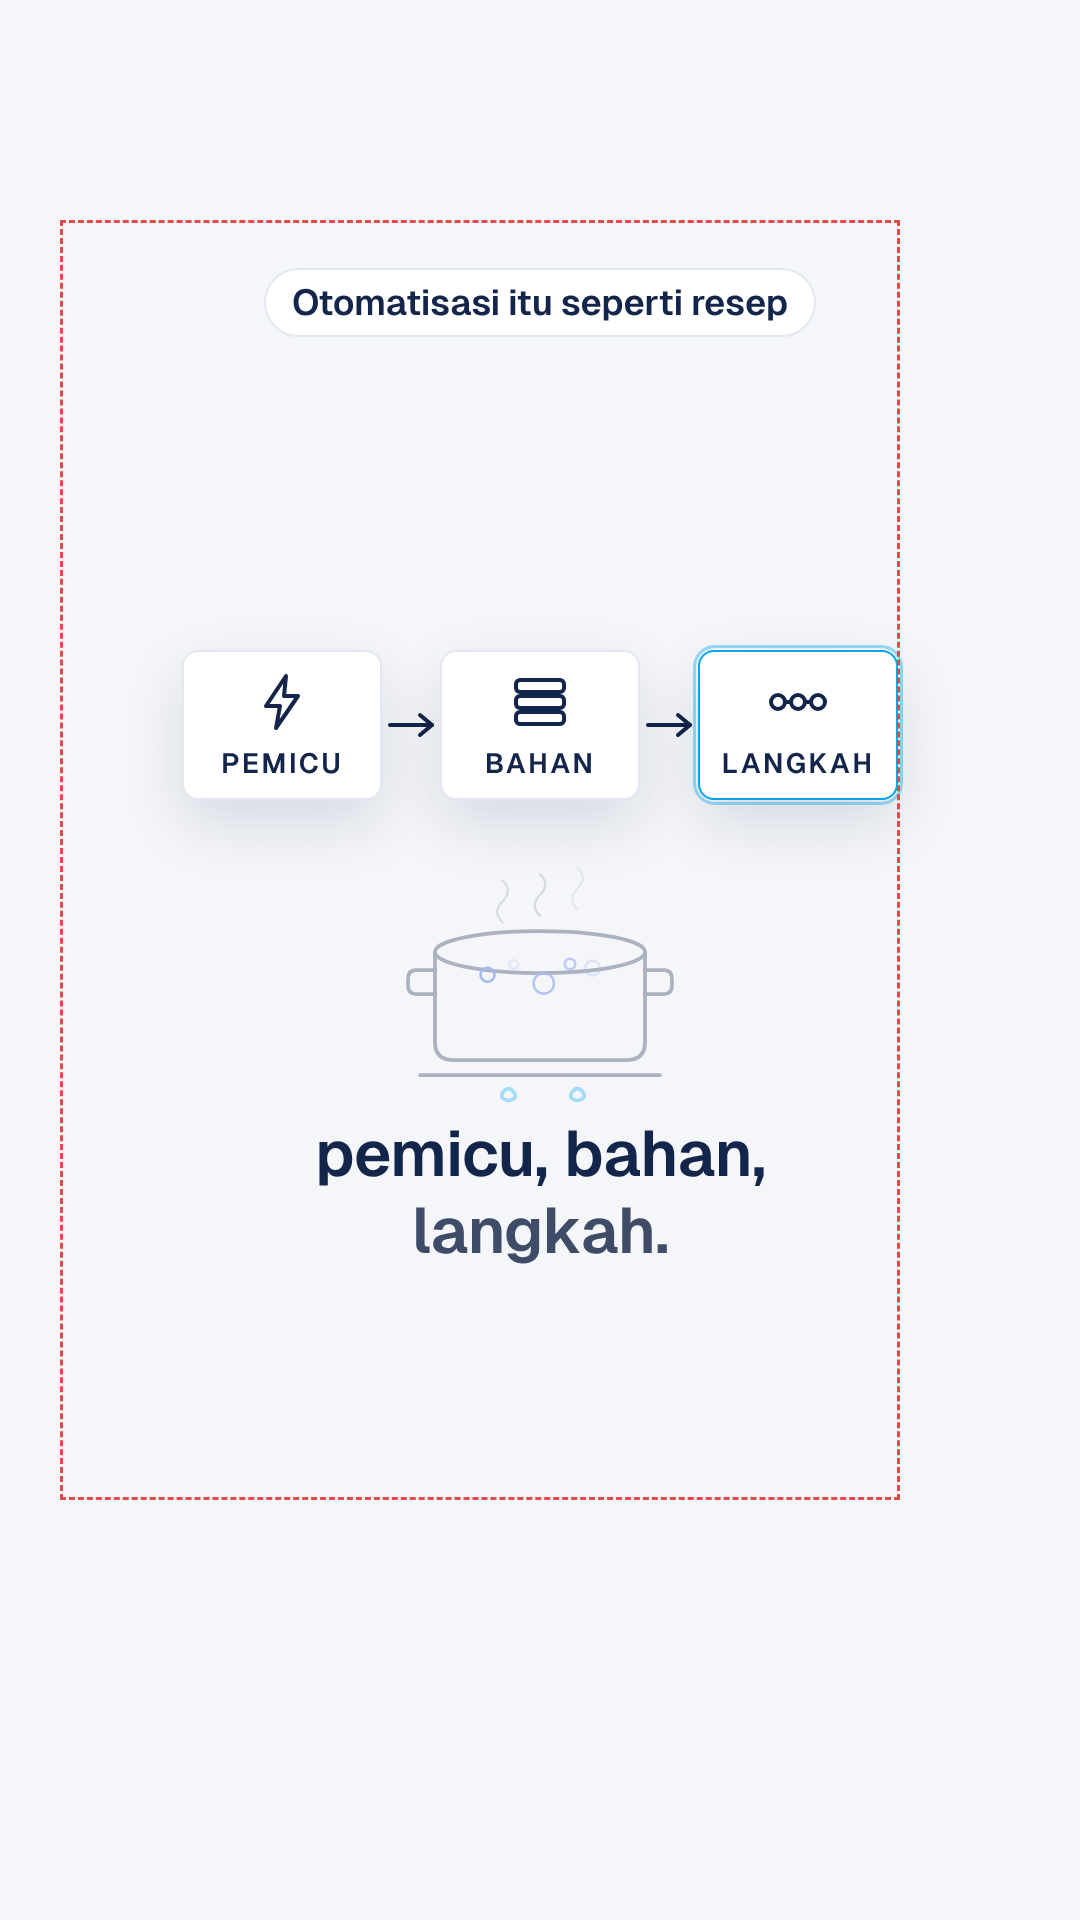 Otomatisasi itu seperti resep
PEMICU
BAHAN
LANGKAH
pemicu, bahan,
langkah.